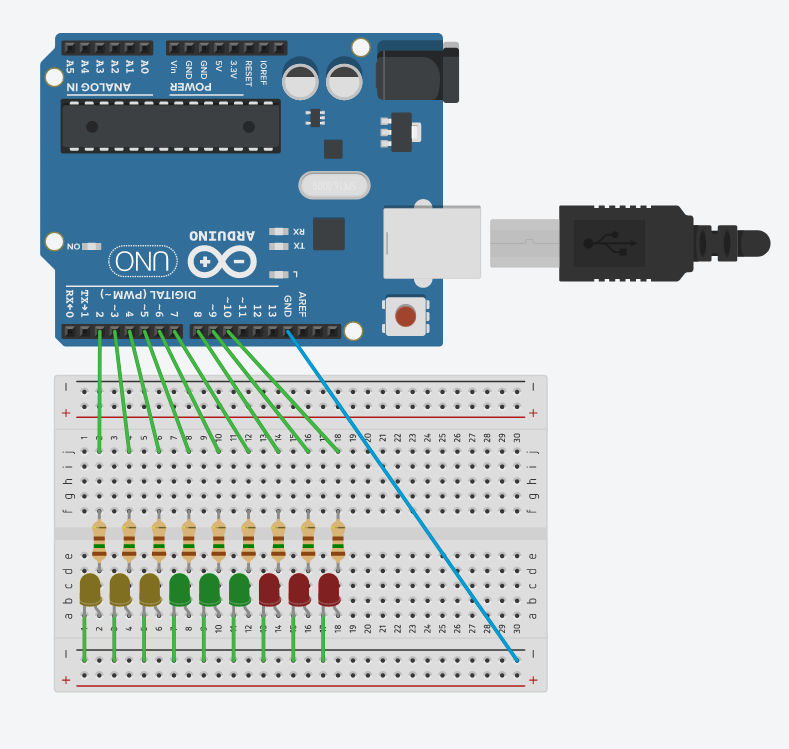 A5 A4 A3 A2 A1 A0 Vin GND GND 5V 3.3V RESET IOREF
ANALOG IN POWER
ON UNO ARDUINO RX
TX
L
DIGITAL (PWM~)
RX←0 TX→1 2 ~3 4 ~5 ~6 7 8 ~9 ~10 ~11 12 13 GND AREF
− −
+ +
1 2 3 4 5 6 7 8 9 10 11 12 13 14 15 16 17 18 19 20 21 22 23 24 25 26 27 28 29 30
j j
i i
h h
g g
f f
e e
d d
c c
b b
a a
1 2 3 4 5 6 7 8 9 10 11 12 13 14 15 16 17 18 19 20 21 22 23 24 25 26 27 28 29 30
− −
+ +